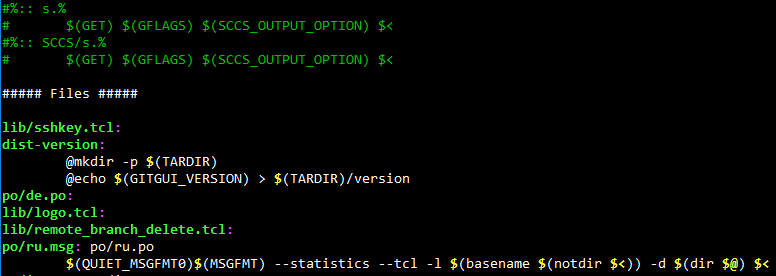 #%:: s.%
#       $(GET) $(GFLAGS) $(SCCS_OUTPUT_OPTION) $<
#%:: SCCS/s.%
#       $(GET) $(GFLAGS) $(SCCS_OUTPUT_OPTION) $<
##### Files #####
lib/sshkey.tcl:
dist-version:
        @mkdir -p $(TARDIR)
        @echo $(GITGUI_VERSION) > $(TARDIR)/version
po/de.po:
lib/logo.tcl:
lib/remote_branch_delete.tcl:
po/ru.msg: po/ru.po
        $(QUIET_MSGFMT0)$(MSGFMT) --statistics --tcl -l $(basename $(notdir $<)) -d $(dir $@) $<